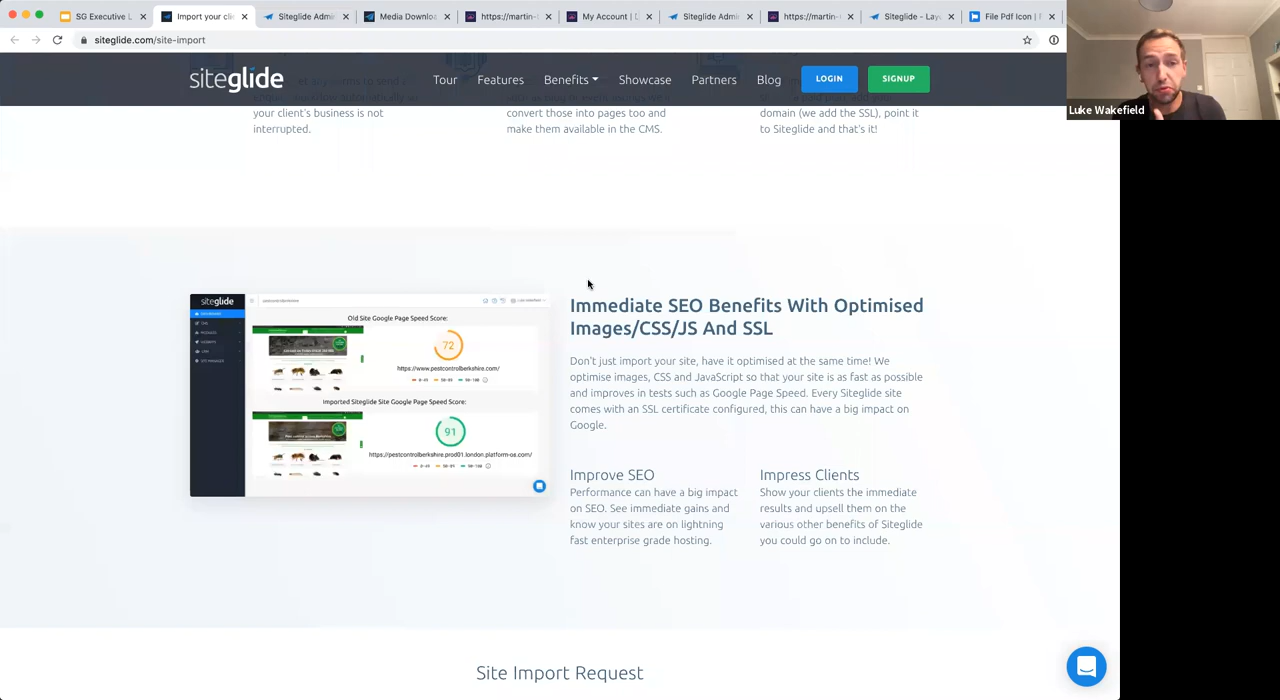 SG Executive L
Import your cli
Siteglide Admi
Media Downloa
https://martin-
My Account |
Siteglide Admi
https://martin-
Siteglide - Lay
File Pdf Icon |
siteglide.com/site-import
siteglide
Tour
Features
Benefits
Showcase
Partners
Blog
LOGIN
SIGNUP
Luke Wakefield
your client's business is not
interrupted.
convert those into pages too and
make them available in the CMS.
domain (we add the SSL), point it
to Siteglide and that's it!
siteglide
DASHBOARD
CMS
CRM
SITE MANAGER
pestcontrolberkshire
Old Site Google Page Speed Score:
72
https://www.pestcontrolberkshire.com/
Imported Siteglide Site Google Page Speed Score:
91
https://pestcontrolberkshire.prod01.london.platform-os.com/
Immediate SEO Benefits With Optimised
Images/CSS/JS And SSL
Don't just import your site, have it optimised at the same time! We
optimise images, CSS and JavaScript so that your site is as fast as possible
and improves in tests such as Google Page Speed. Every Siteglide site
comes with an SSL certificate configured, this can have a big impact on
Google.
Improve SEO
Performance can have a big impact
on SEO. See immediate gains and
know your sites are on lightning
fast enterprise grade hosting.
Impress Clients
Show your clients the immediate
results and upsell them on the
various other benefits of Siteglide
you could go on to include.
Site Import Request